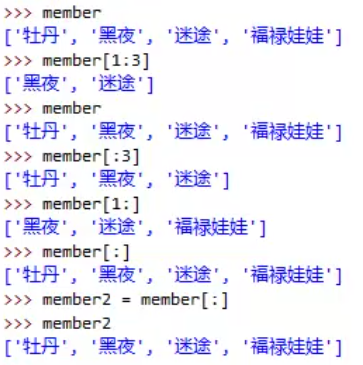 >>> member
['牡丹', '黑夜', '迷途', '福禄娃娃']
>>> member[1:3]
['黑夜', '迷途']
>>> member
['牡丹', '黑夜', '迷途', '福禄娃娃']
>>> member[:3]
['牡丹', '黑夜', '迷途']
>>> member[1:]
['黑夜', '迷途', '福禄娃娃']
>>> member[:]
['牡丹', '黑夜', '迷途', '福禄娃娃']
>>> member2 = member[:]
>>> member2
['牡丹', '黑夜', '迷途', '福禄娃娃']